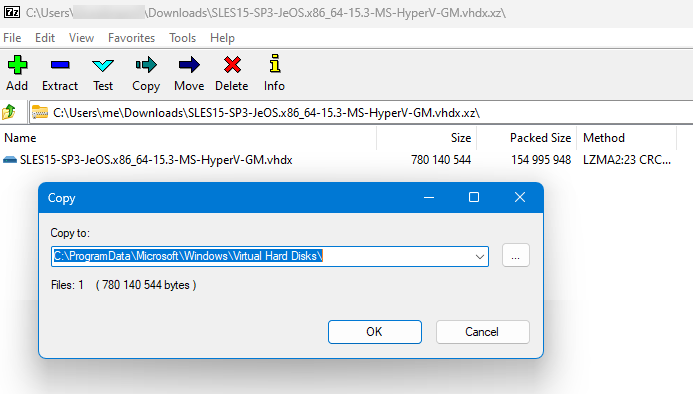 C:\Users\ \Downloads\SLES15-SP3-JeOS.x86_64-15.3-MS-HyperV-GM.vhdx.xz\
File Edit View Favorites Tools Help
Add Extract Test Copy Move Delete Info
C:\Users\me\Downloads\SLES15-SP3-JeOS.x86_64-15.3-MS-HyperV-GM.vhdx.xz\
Name Size Packed Size Method
SLES15-SP3-JeOS.x86_64-15.3-MS-HyperV-GM.vhdx 780 140 544 154 995 948 LZMA2:23 CRC...
Copy
Copy to:
C:\ProgramData\Microsoft\Windows\Virtual Hard Disks\
...
Files: 1 ( 780 140 544 bytes )
OK Cancel